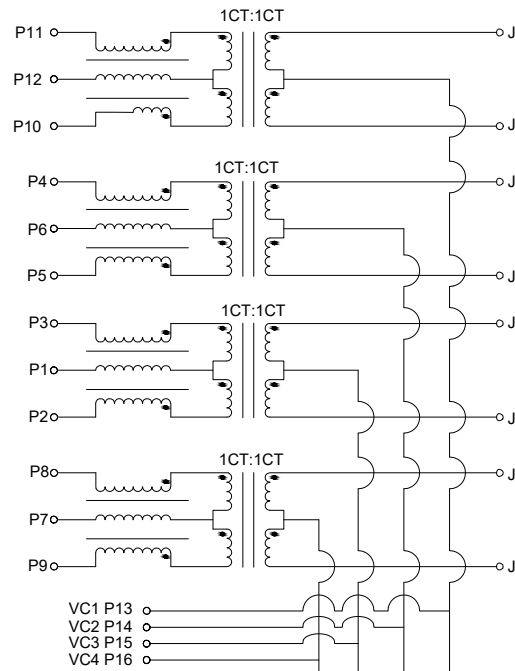 1CT:1CT
P11 J
P12
P10 J
1CT:1CT
P4 J
P6
P5 J
1CT:1CT
P3 J
P1
P2 J
1CT:1CT
P8 J
P7
P9 J
VC1 P13
VC2 P14
VC3 P15
VC4 P16